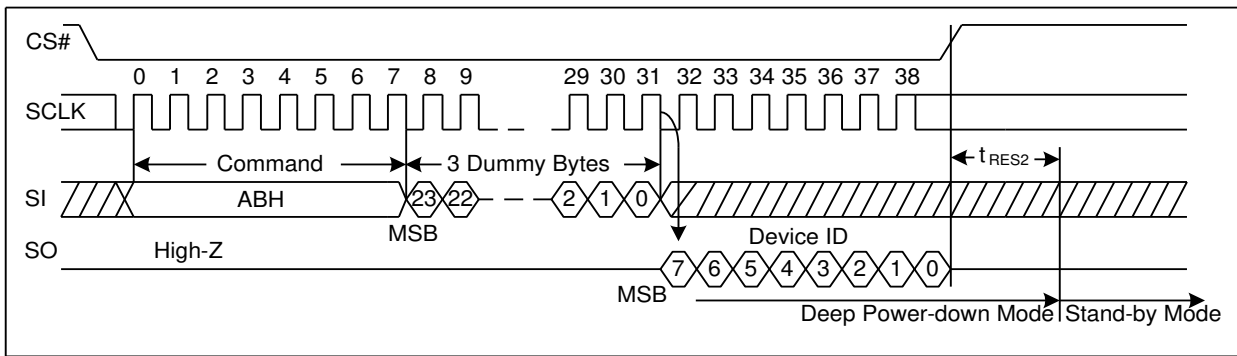 CS#
0 1 2 3 4 5 6 7 8 9 29 30 31 32 33 34 35 36 37 38
SCLK
Command 3 Dummy Bytes tRES2
SI ABH 23 22 2 1 0
MSB
SO High-Z Device ID
7 6 5 4 3 2 1 0
MSB
Deep Power-down Mode Stand-by Mode